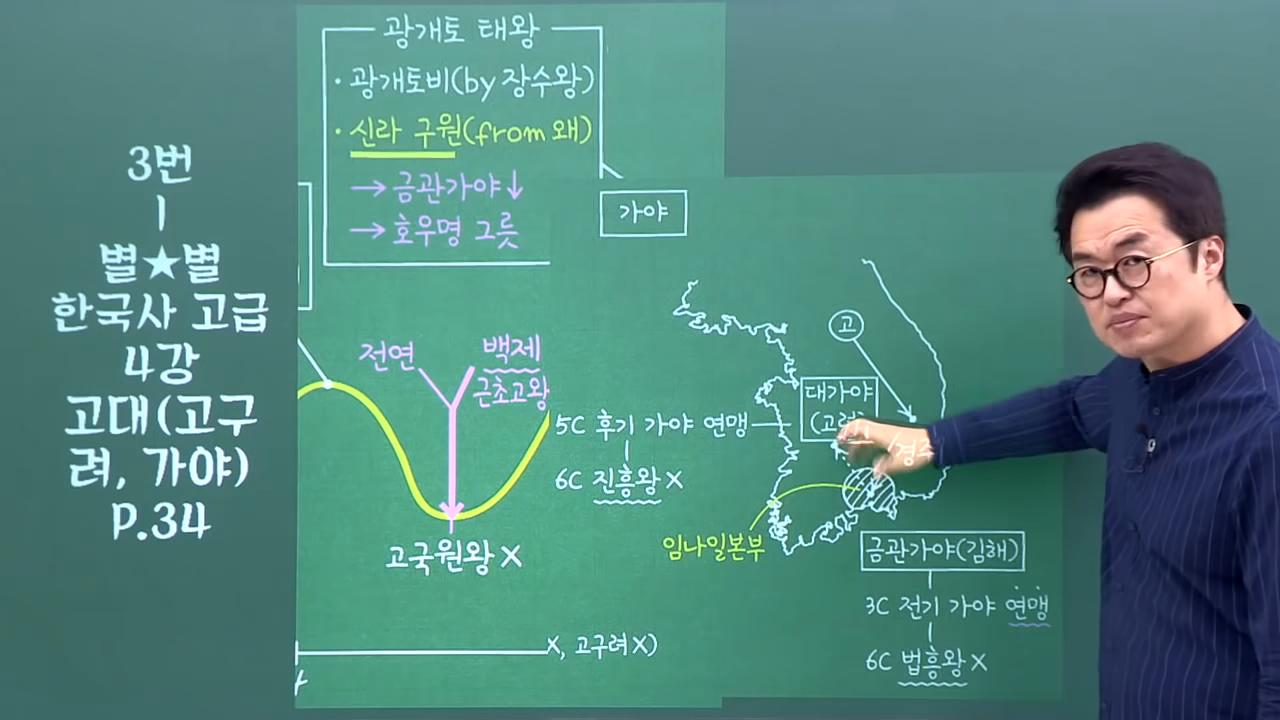 3번
|
별★별
한국사 고급
4강
고대(고구
려, 가야)
P.34
광개토 태왕
· 광개토비(by 장수왕)
· 신라 구원(from 왜)
→ 금관가야↓
→ 호우명 그릇
가야
전연
백제
근초고왕
고국원왕 X
X, 고구려 X)
고
대가야
5C 후기 가야 연맹
6C 진흥왕 X
경주
임나일본부
금관가야(김해)
3C 전기 가야 연맹
6C 법흥왕 X